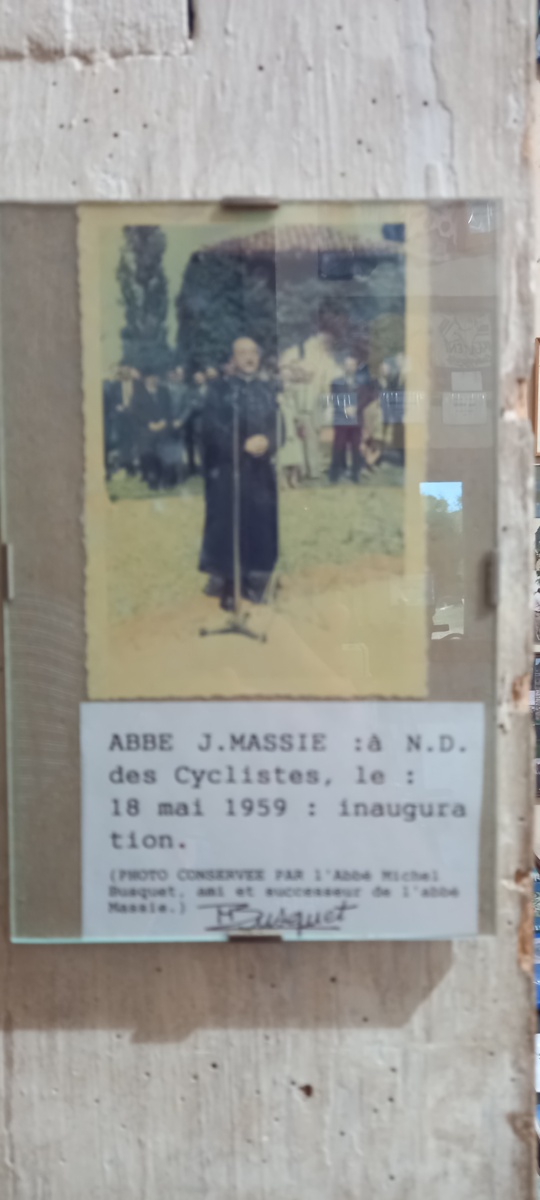 ABBE J.MASSIE :à N.D.
des Cyclistes, le :
18 mai 1959 : inaugura
tion.
(PHOTO CONSERVEE PAR l'Abbé Michel
Busquet, ami et successeur de l'abbé
Massie.) MBusquet